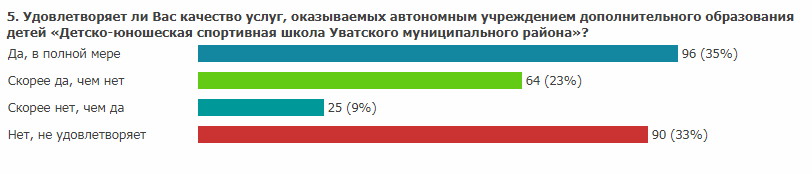 5. Удовлетворяет ли Вас качество услуг, оказываемых автономным учреждением дополнительного образования
детей «Детско-юношеская спортивная школа Уватского муниципального района»?
Да, в полной мере 96 (35%)
Скорее да, чем нет 64 (23%)
Скорее нет, чем да 25 (9%)
Нет, не удовлетворяет 90 (33%)